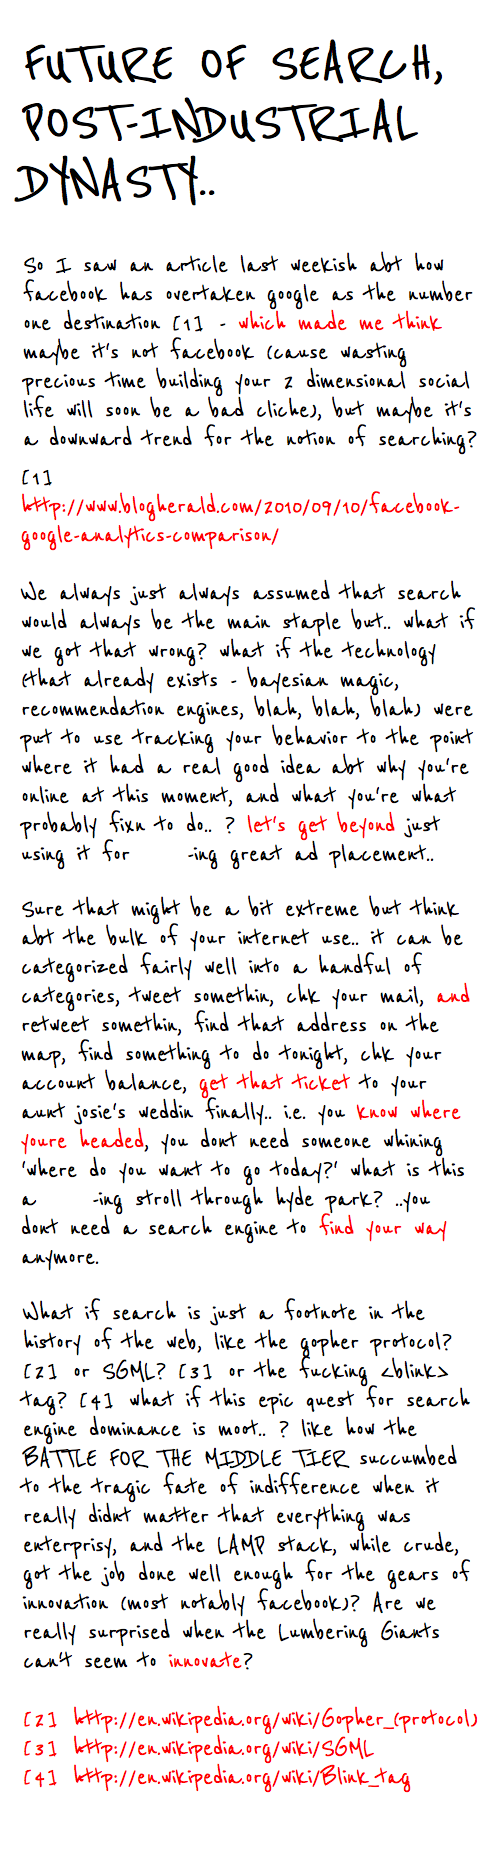 FUTURE OF SEARCH,
POST-INDUSTRIAL
DYNASTY..
So I saw an article last weekish abt how
facebook has overtaken google as the number
one destination [1] - which made me think
maybe it's not facebook (cause wasting
precious time building your 2 dimensional social
life will soon be a bad cliche), but maybe it's
a downward trend for the notion of searching?
[1]
http://www.blogherald.com/2010/09/10/facebook-
google-analytics-comparison/
We always just always assumed that search
would always be the main staple but.. what if
we got that wrong? what if the technology
(that already exists - bayesian magic,
recommendation engines, blah, blah, blah) were
put to use tracking your behavior to the point
where it had a real good idea abt why you're
online at this moment, and what you're what
probably fixn to do.. ? let's get beyond just
using it for -ing great ad placement..
Sure that might be a bit extreme but think
abt the bulk of your internet use.. it can be
categorized fairly well into a handful of
categories, tweet somethin, chk your mail, and
retweet somethin, find that address on the
map, find something to do tonight, chk your
account balance, get that ticket to your
aunt josie's weddin finally.. i.e. you know where
youre headed, you dont need someone whining
'where do you want to go today?' what is this
a -ing stroll through hyde park? ..you
dont need a search engine to find your way
anymore.
What if search is just a footnote in the
history of the web, like the gopher protocol?
[2] or SGML? [3] or the fucking <blink>
tag? [4] what if this epic quest for search
engine dominance is moot.. ? like how the
BATTLE FOR THE MIDDLE TIER succumbed
to the tragic fate of indifference when it
really didnt matter that everything was
enterprisy, and the LAMP stack, while crude,
got the job done well enough for the gears of
innovation (most notably facebook)? Are we
really surprised when the Lumbering Giants
can't seem to innovate?
[2] http://en.wikipedia.org/wiki/Gopher_(protocol)
[3] http://en.wikipedia.org/wiki/SGML
[4] http://en.wikipedia.org/wiki/Blink_tag